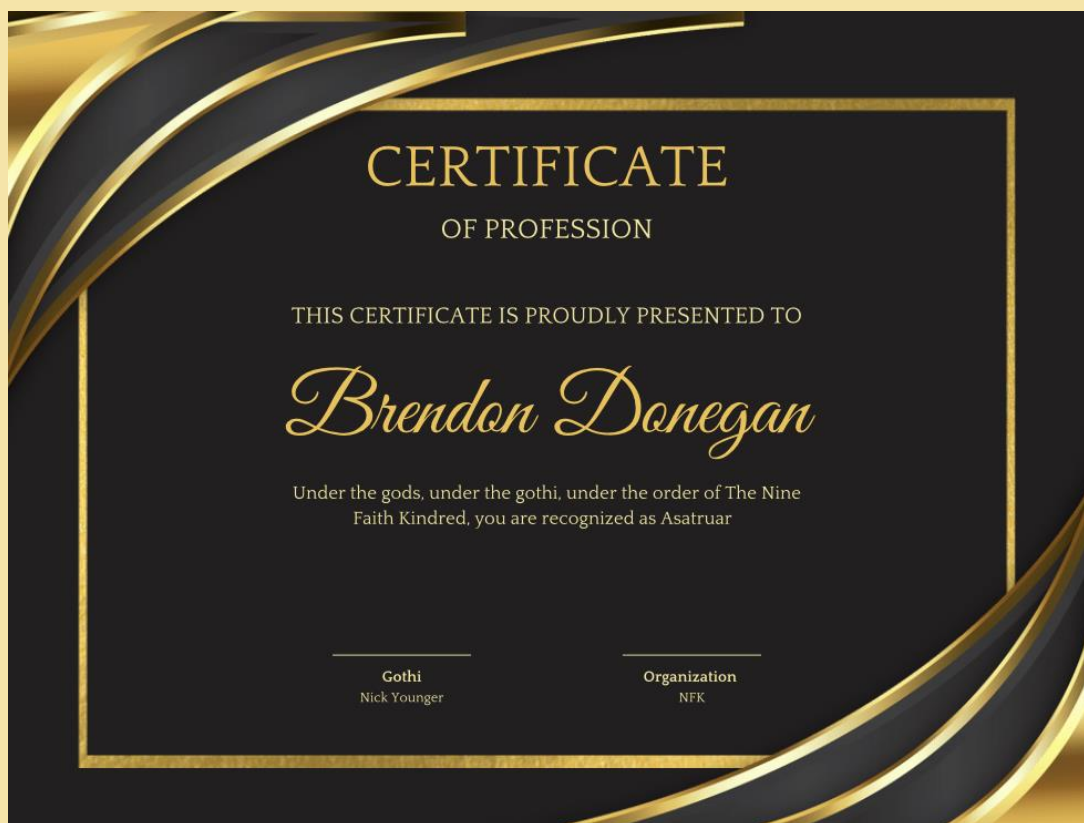 CERTIFICATE
OF PROFESSION
THIS CERTIFICATE IS PROUDLY PRESENTED TO
Brendon Donegan
Under the gods, under the gothi, under the order of The Nine
Faith Kindred, you are recognized as Asatruar
Gothi
Nick Younger
Organization
NFK